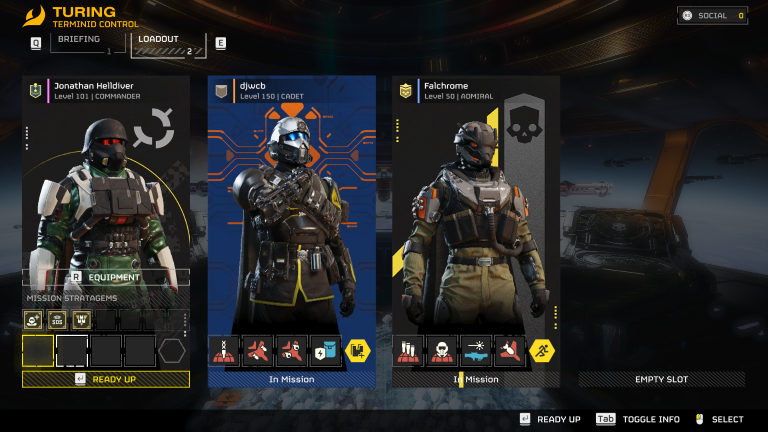 TURING
TERMINID CONTROL
SOCIAL 0
Q
BRIEFING
1
LOADOUT
2
E
Jonathan Helldiver
Level 101 | COMMANDER
djwcb
Level 150 | CADET
Falchrome
Level 50 | ADMIRAL
R EQUIPMENT
MISSION STRATAGEMS
SOS
READY UP
In Mission
In Mission
EMPTY SLOT
READY UP
Tab TOGGLE INFO
SELECT